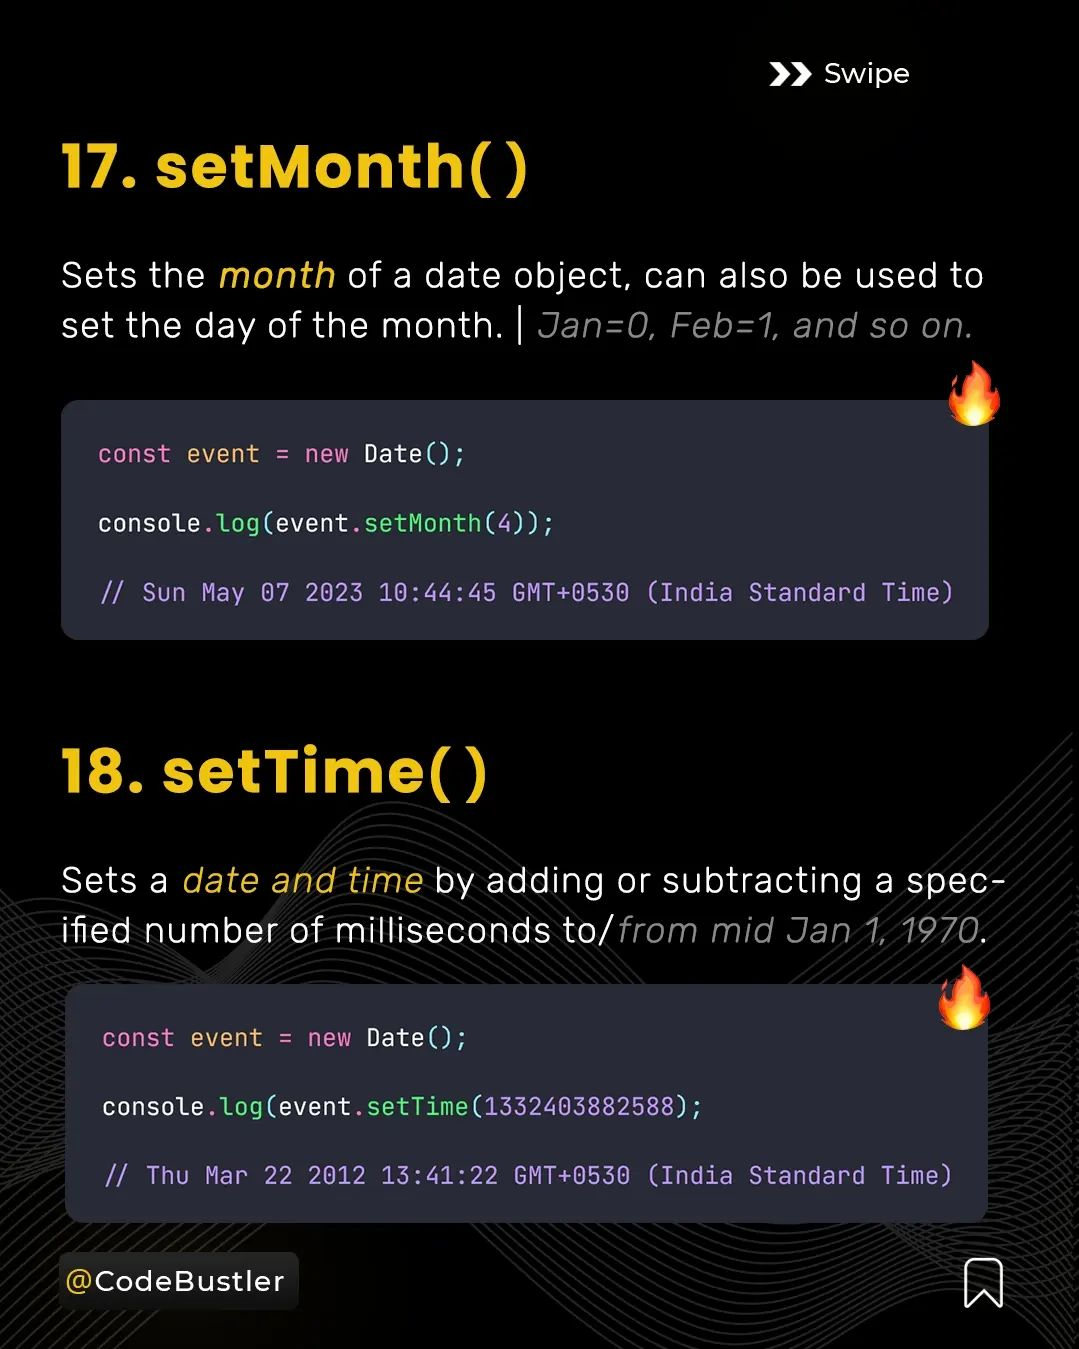 Swipe
17. setMonth( )
Sets the month of a date object, can also be used to
set the day of the month. | Jan=0, Feb=1, and so on.
const event = new Date();
console.log(event.setMonth(4));
// Sun May 07 2023 10:44:45 GMT+0530 (India Standard Time)
18. setTime( )
Sets a date and time by adding or subtracting a spec-
ified number of milliseconds to/from mid Jan 1, 1970.
const event = new Date();
console.log(event.setTime(1332403882588);
// Thu Mar 22 2012 13:41:22 GMT+0530 (India Standard Time)
@CodeBustler